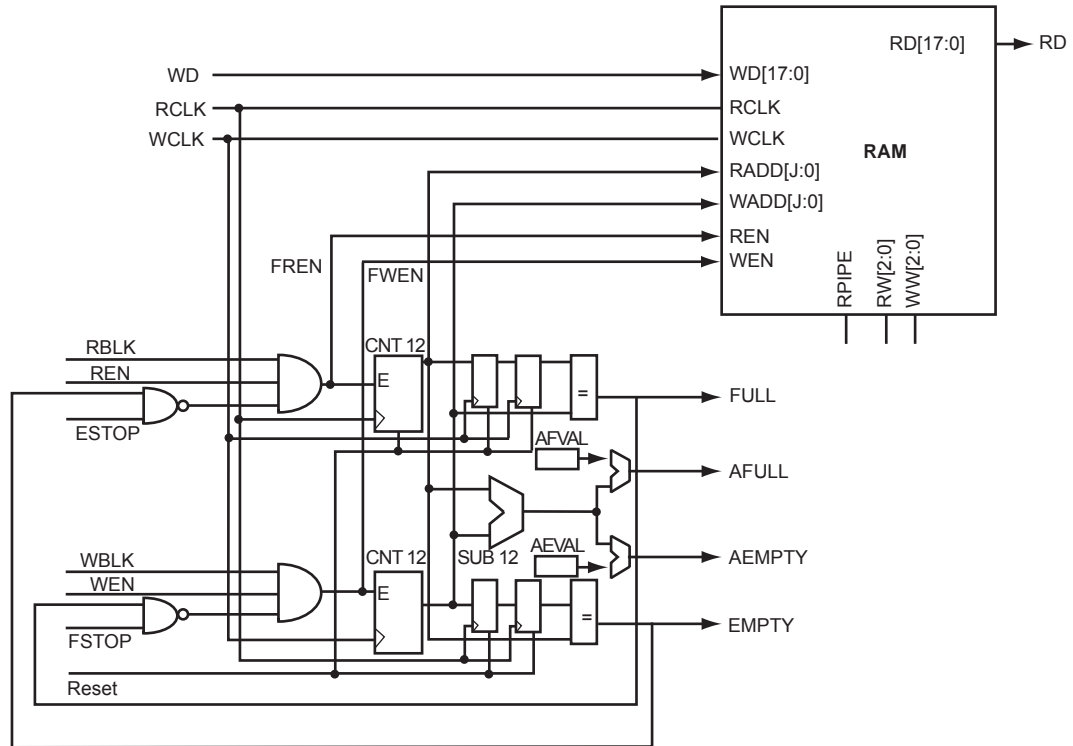 RD[17:0]
RD
WD
WD[17:0]
RCLK
RCLK
WCLK
WCLK
RAM
RADD[J:0]
WADD[J:0]
REN
FREN
FWEN
WEN
RPIPE
RW[2:0]
WW[2:0]
RBLK
CNT 12
REN
E
=
FULL
ESTOP
AFVAL
AFULL
WBLK
CNT 12
SUB 12
AEVAL
AEMPTY
WEN
E
=
EMPTY
FSTOP
Reset